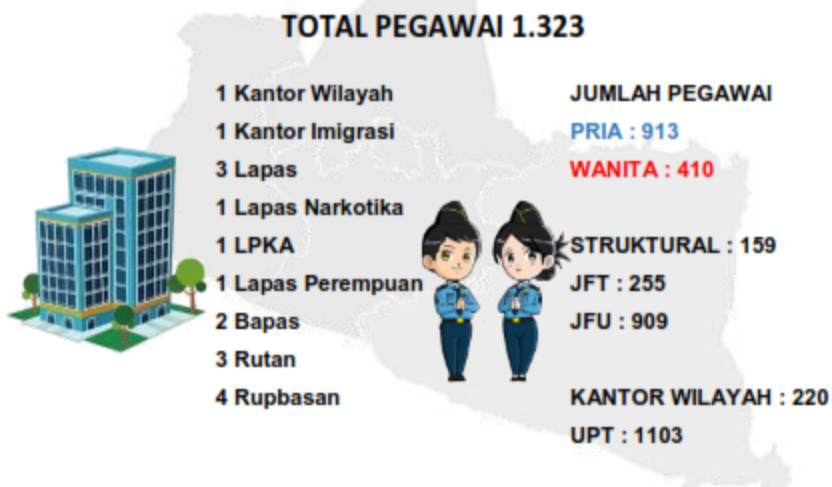 TOTAL PEGAWAI 1.323
1 Kantor Wilayah
1 Kantor Imigrasi
3 Lapas
1 Lapas Narkotika
1 LPKA
1 Lapas Perempuan
2 Bapas
3 Rutan
4 Rupbasan
JUMLAH PEGAWAI
PRIA : 913
WANITA : 410
STRUKTURAL : 159
JFT : 255
JFU : 909
KANTOR WILAYAH : 220
UPT : 1103